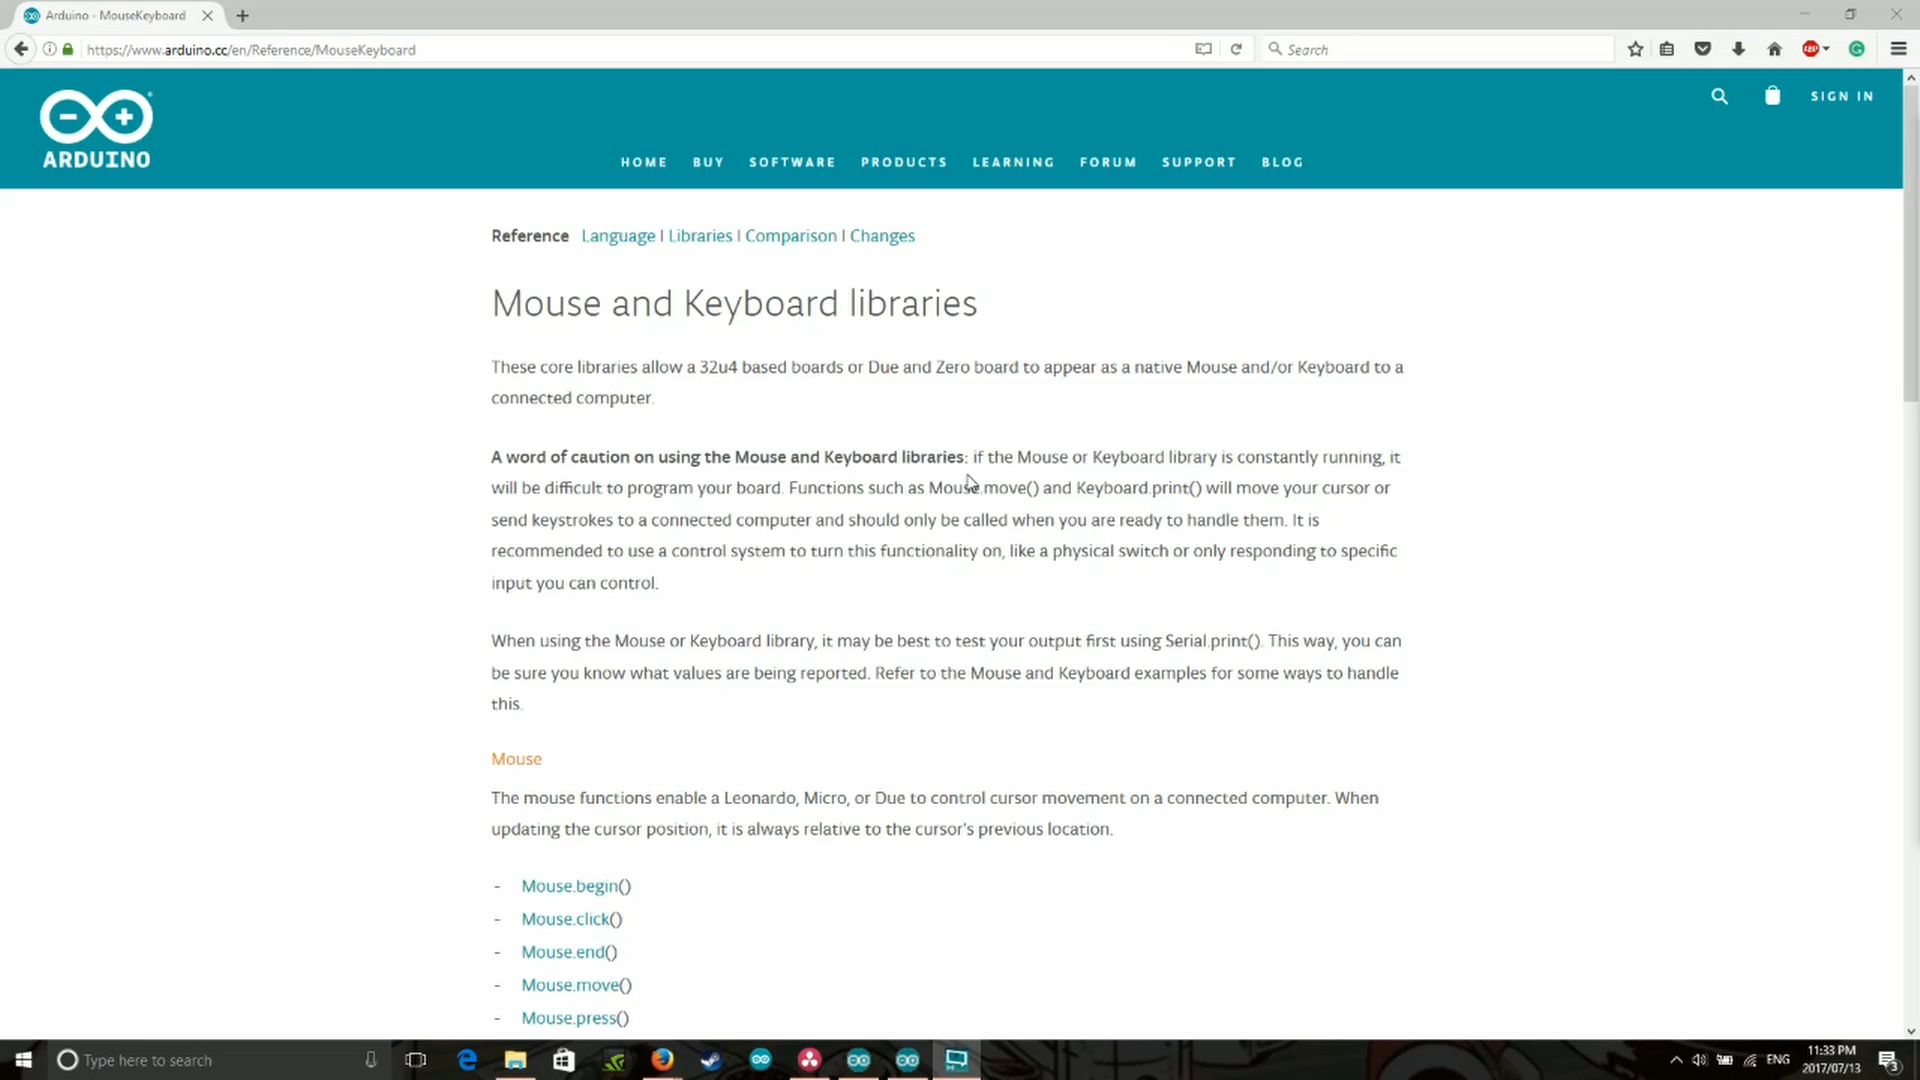 Arduino - MouseKeyboard
https://www.arduino.cc/en/Reference/MouseKeyboard
Search
SIGN IN
ARDUINO
HOME BUY SOFTWARE PRODUCTS LEARNING FORUM SUPPORT BLOG
Reference Language | Libraries | Comparison | Changes
Mouse and Keyboard libraries
These core libraries allow a 32u4 based boards or Due and Zero board to appear as a native Mouse and/or Keyboard to a
connected computer.
A word of caution on using the Mouse and Keyboard libraries: if the Mouse or Keyboard library is constantly running, it
will be difficult to program your board. Functions such as Mouse.move() and Keyboard.print() will move your cursor or
send keystrokes to a connected computer and should only be called when you are ready to handle them. It is
recommended to use a control system to turn this functionality on, like a physical switch or only responding to specific
input you can control.
When using the Mouse or Keyboard library, it may be best to test your output first using Serial.print(). This way, you can
be sure you know what values are being reported. Refer to the Mouse and Keyboard examples for some ways to handle
this.
Mouse
The mouse functions enable a Leonardo, Micro, or Due to control cursor movement on a connected computer. When
updating the cursor position, it is always relative to the cursor's previous location.
- Mouse.begin()
- Mouse.click()
- Mouse.end()
- Mouse.move()
- Mouse.press()
Type here to search
ENG
11:33 PM
2017/07/13
3